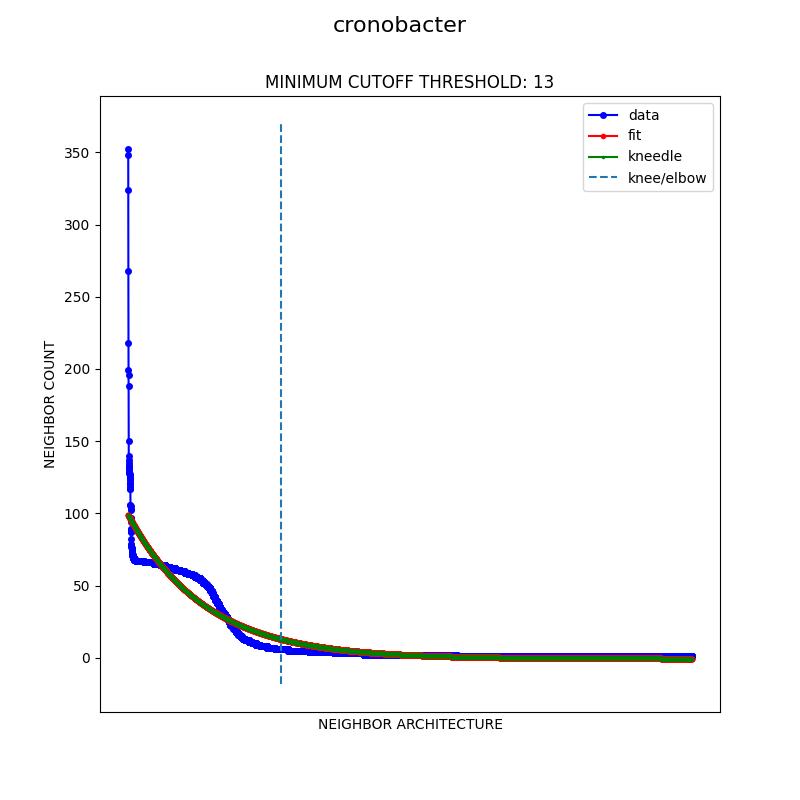 cronobacter
MINIMUM CUTOFF THRESHOLD: 13
data
fit
kneedle
knee/elbow
350
300
250
200
150
100
50
0
NEIGHBOR COUNT
NEIGHBOR ARCHITECTURE